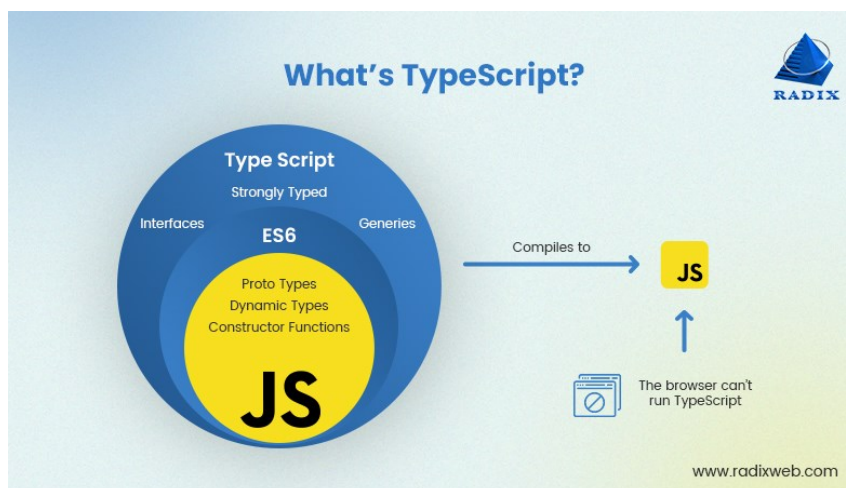 What's TypeScript?
RADIX
Type Script
Strongly Typed
Interfaces
Generies
ES6
Proto Types
Dynamic Types
Constructor Functions
JS
Compiles to
JS
The browser can't
run TypeScript
www.radixweb.com